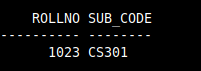 ROLLNO SUB_CODE
---------- --------
1023 CS301